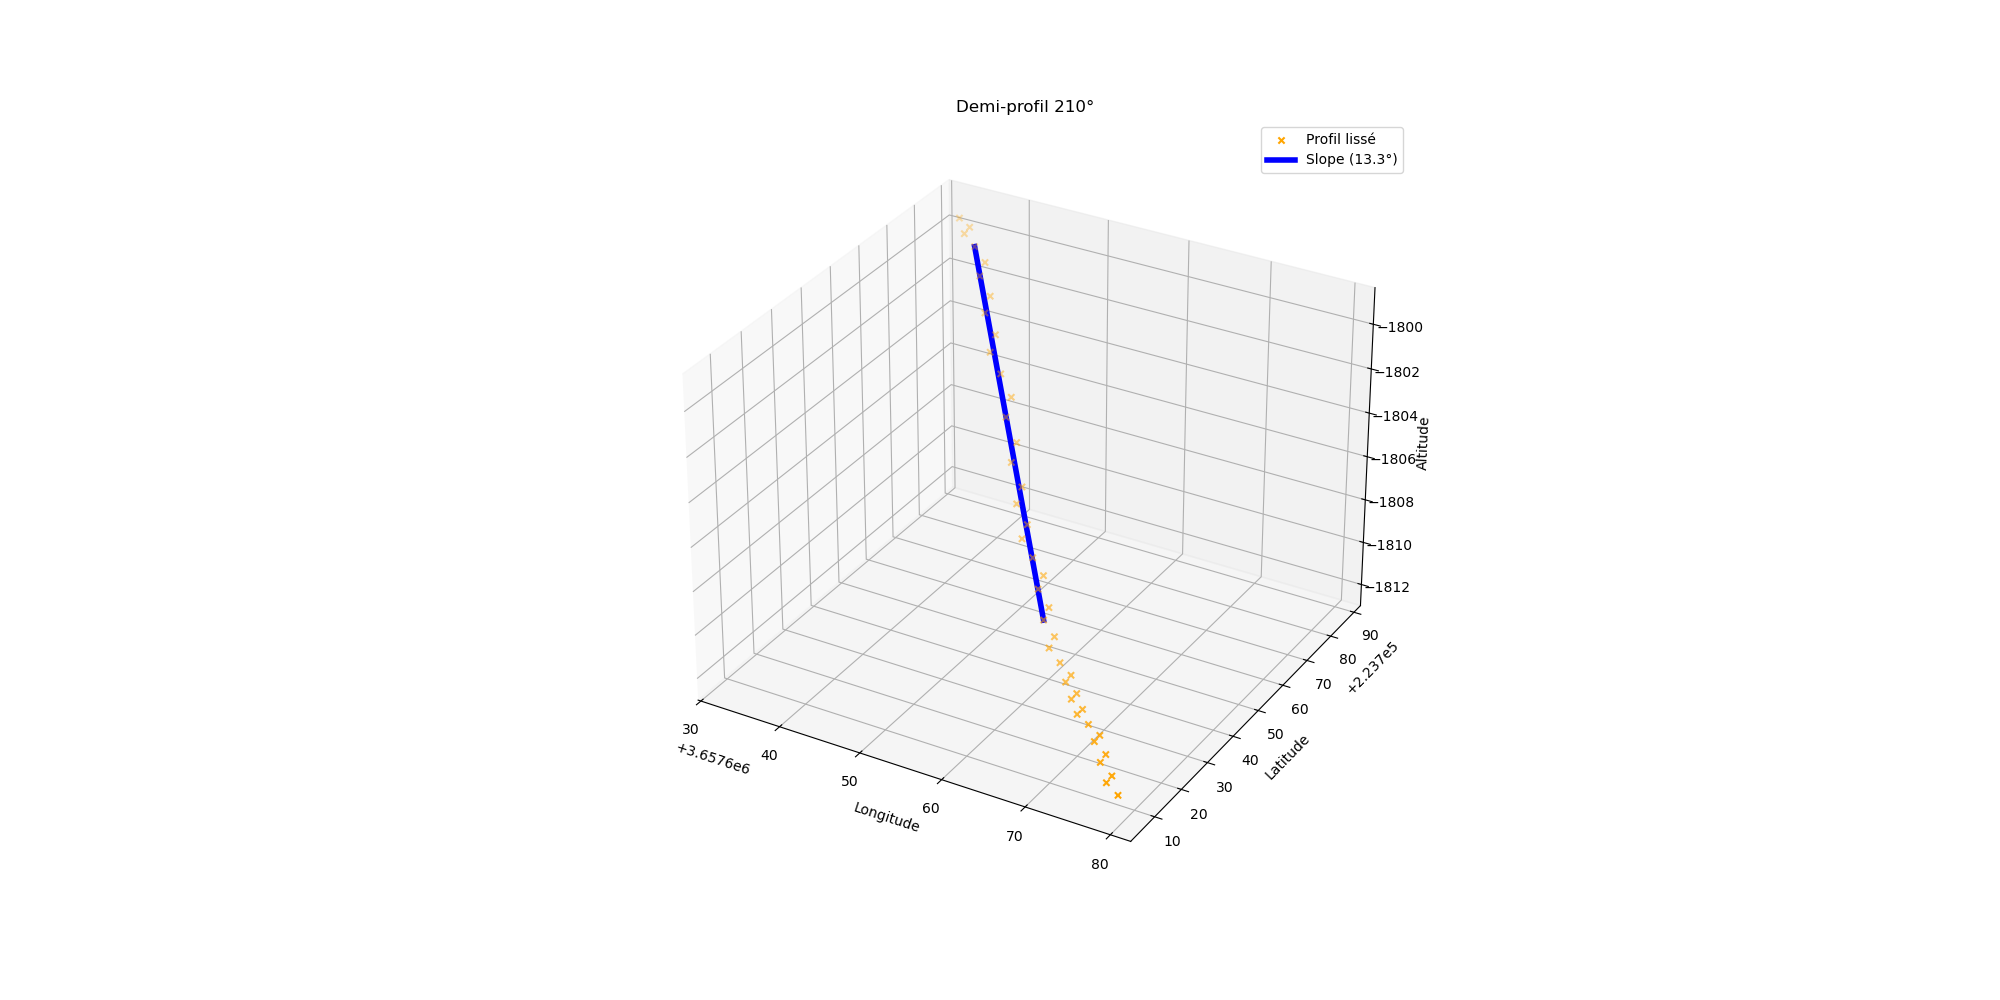 Demi-profil 210°
Profil lissé
Slope (13.3°)
−1800
−1802
−1804
−1806
−1808
−1810
−1812
Altitude
90
80
70
60
50
40
30
20
10
+2.237e5
Latitude
30
40
50
60
70
80
+3.6576e6
Longitude